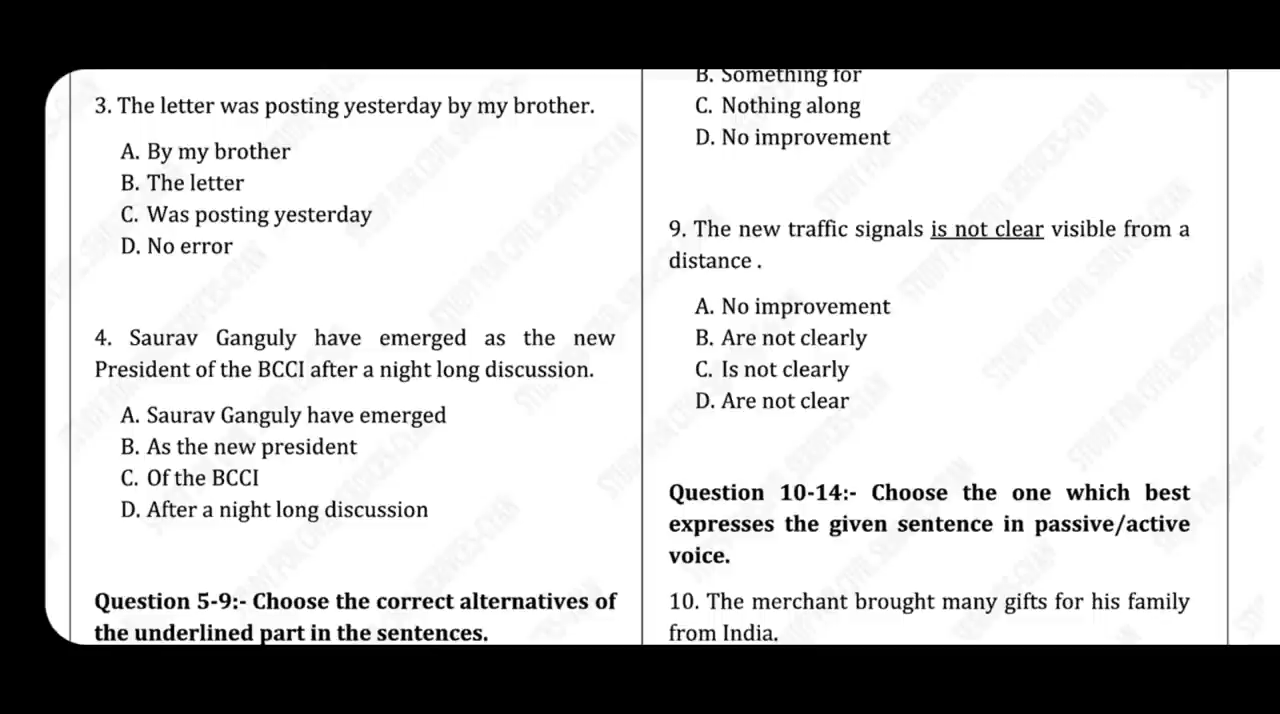 3. The letter was posting yesterday by my brother.
A. By my brother
B. The letter
C. Was posting yesterday
D. No error
4. Saurav Ganguly have emerged as the new
President of the BCCI after a night long discussion.
A. Saurav Ganguly have emerged
B. As the new president
C. Of the BCCI
D. After a night long discussion
Question 5-9:- Choose the correct alternatives of
the underlined part in the sentences.
B. Something for
C. Nothing along
D. No improvement
9. The new traffic signals is not clear visible from a
distance .
A. No improvement
B. Are not clearly
C. Is not clearly
D. Are not clear
Question 10-14:- Choose the one which best
expresses the given sentence in passive/active
voice.
10. The merchant brought many gifts for his family
from India.